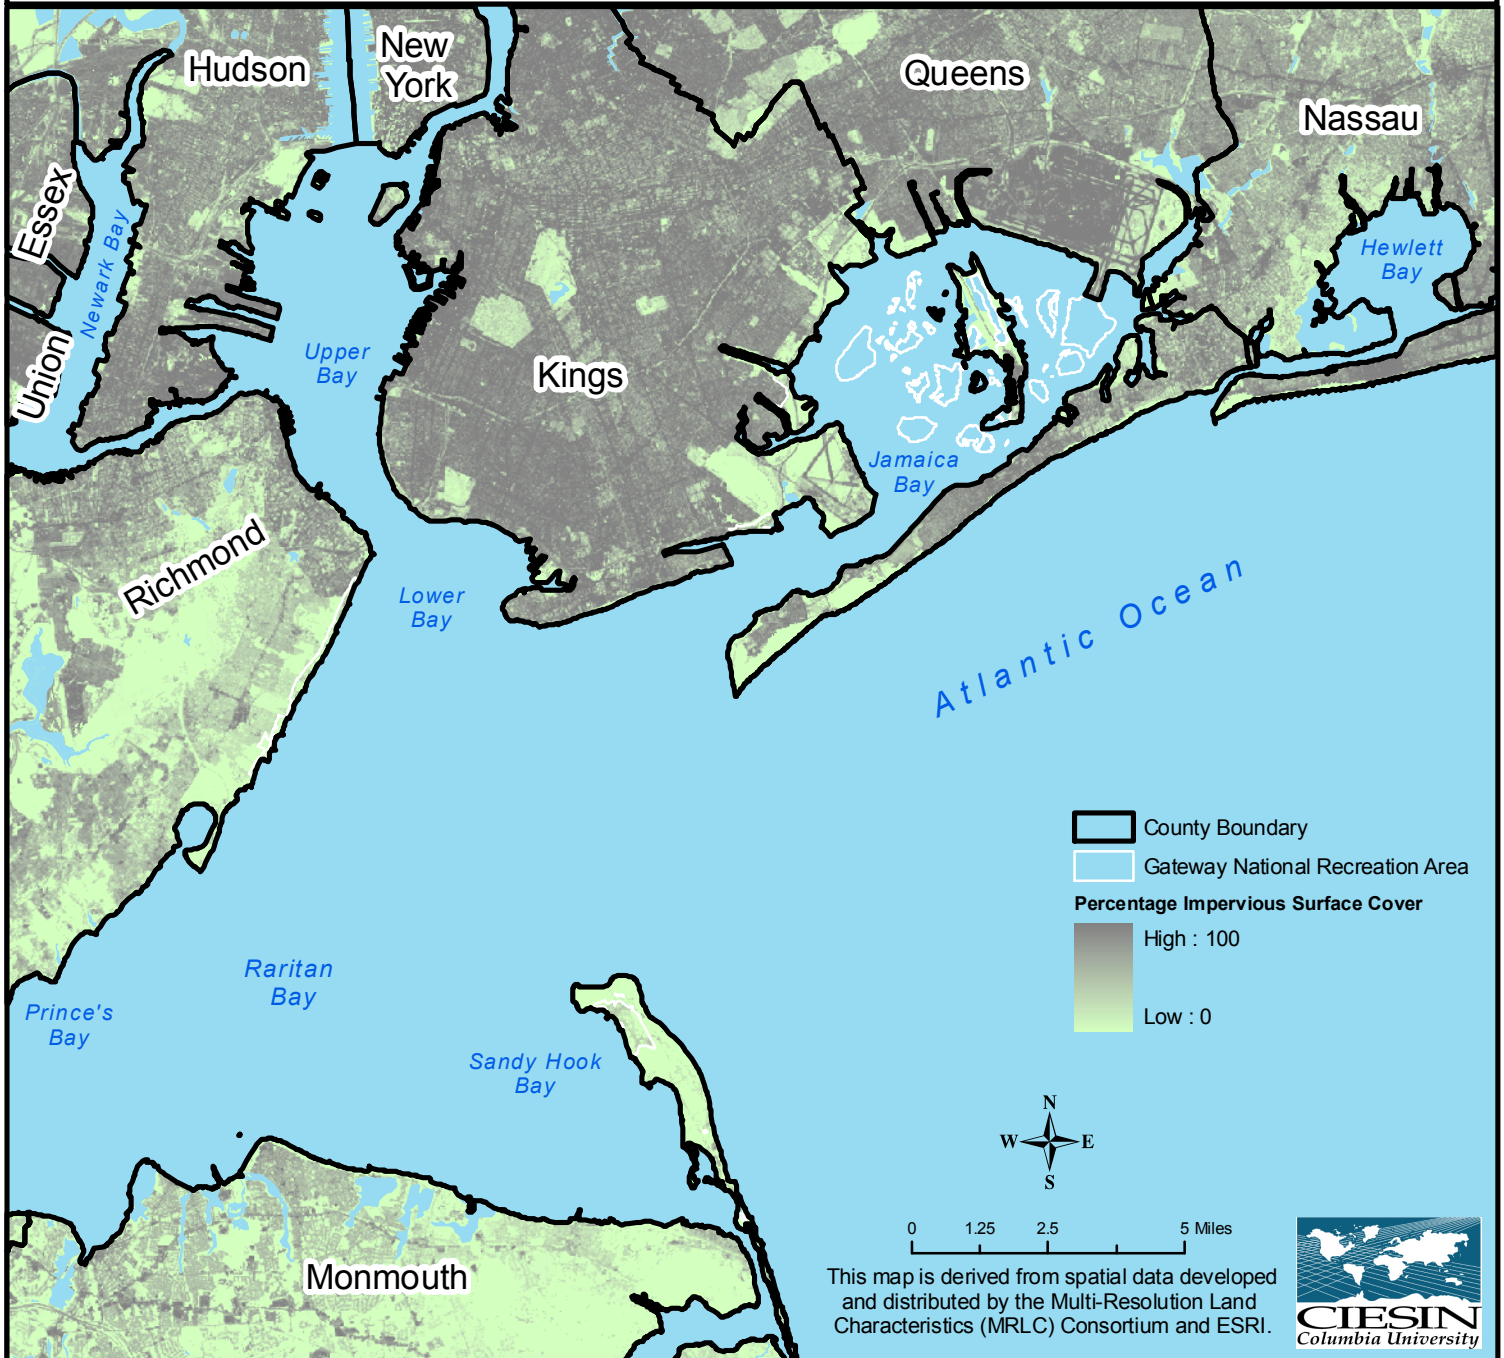 Hudson
New
York
Queens
Nassau
Essex
Newark Bay
Union
Upper
Bay
Kings
Hewlett
Bay
Jamaica
Bay
Richmond
Lower
Bay
Atlantic Ocean
County Boundary
Gateway National Recreation Area
Percentage Impervious Surface Cover
High : 100
Low : 0
Raritan
Bay
Prince's
Bay
Sandy Hook
Bay
Monmouth
N
W E
S
0 1.25 2.5 5 Miles
This map is derived from spatial data developed
and distributed by the Multi-Resolution Land
Characteristics (MRLC) Consortium and ESRI.
CIESIN
Columbia University